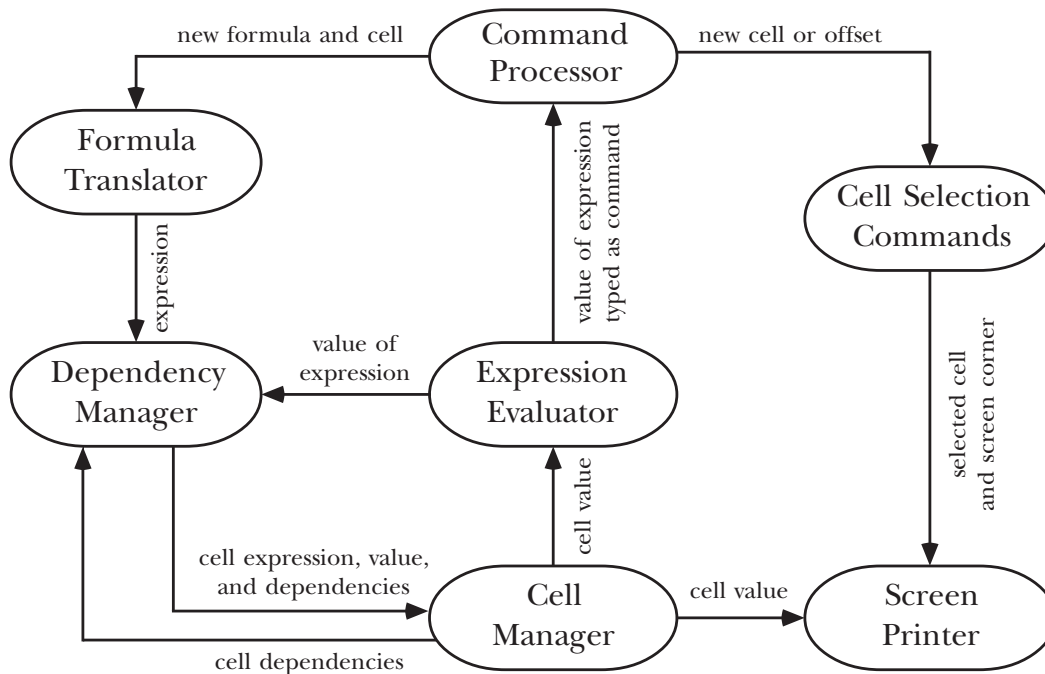 new formula and cell
Command
Processor
new cell or offset
Formula
Translator
value of expression
typed as command
Cell Selection
Commands
expression
Dependency
Manager
value of
expression
Expression
Evaluator
selected cell
and screen corner
cell value
cell expression, value,
and dependencies
Cell
Manager
cell value
Screen
Printer
cell dependencies